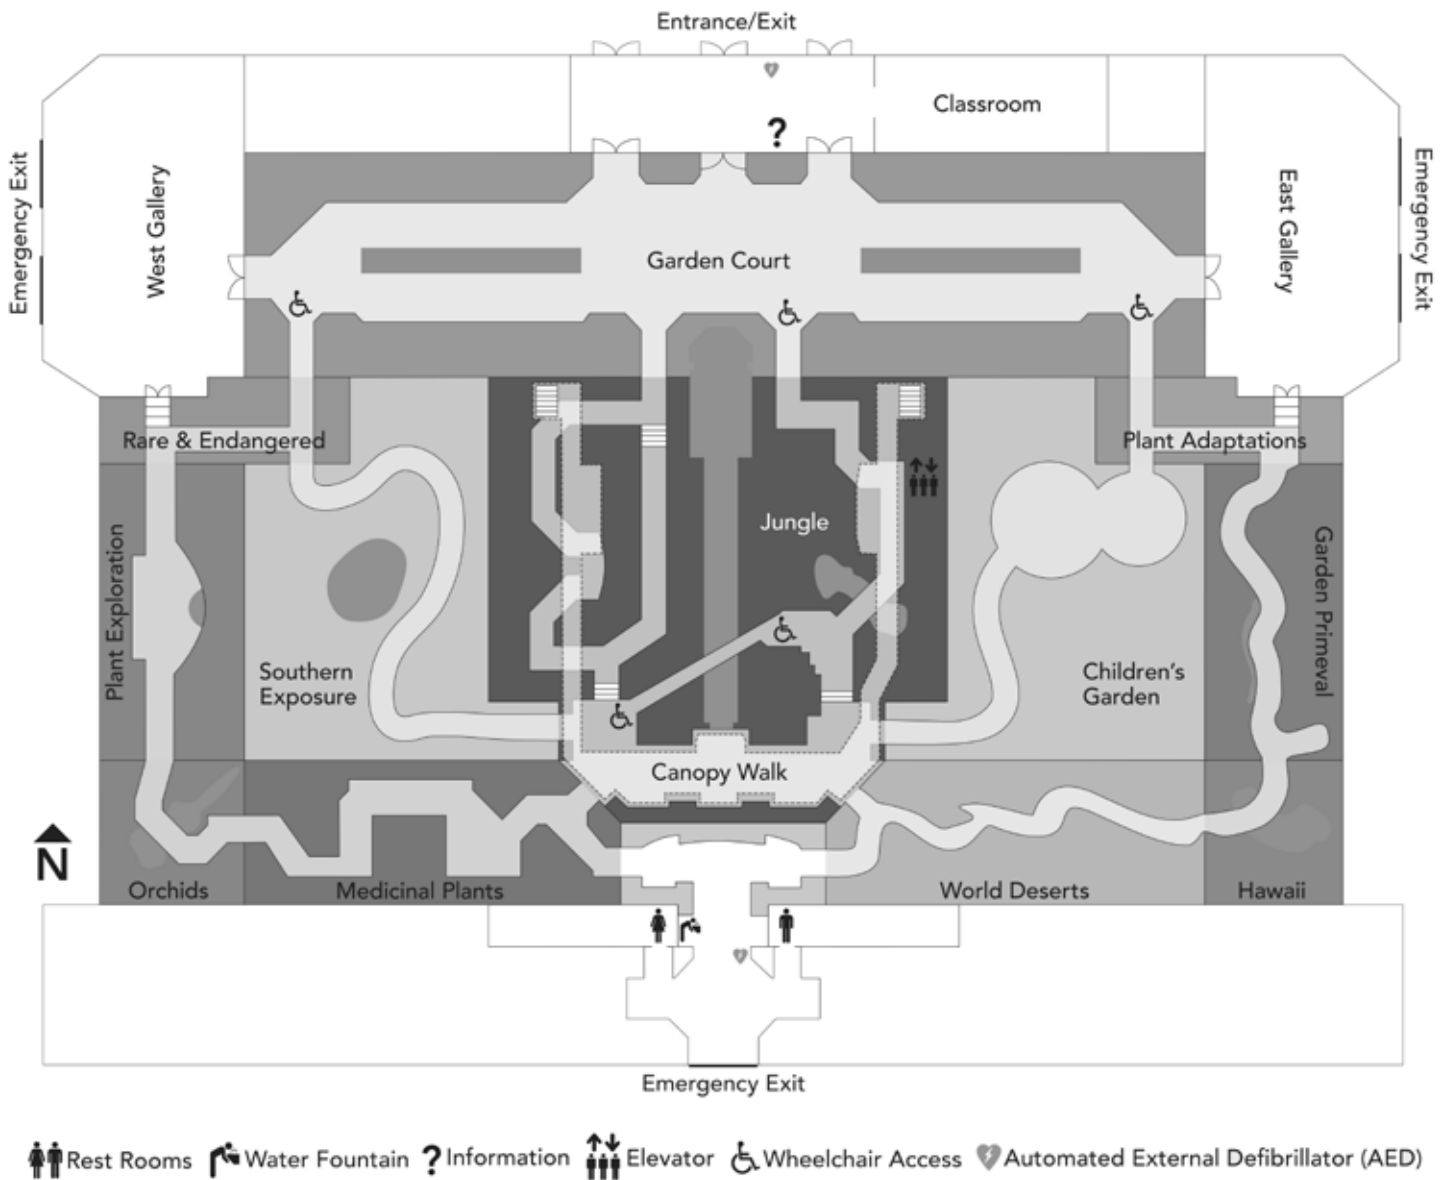 Entrance/Exit
Classroom
?
Emergency Exit
West Gallery
East Gallery
Emergency Exit
Garden Court
Rare & Endangered
Plant Adaptations
Jungle
Plant Exploration
Garden Primeval
Southern
Exposure
Children's
Garden
Canopy Walk
N
Orchids
Medicinal Plants
World Deserts
Hawaii
Emergency Exit
Rest Rooms Water Fountain ? Information Elevator Wheelchair Access Automated External Defibrillator (AED)